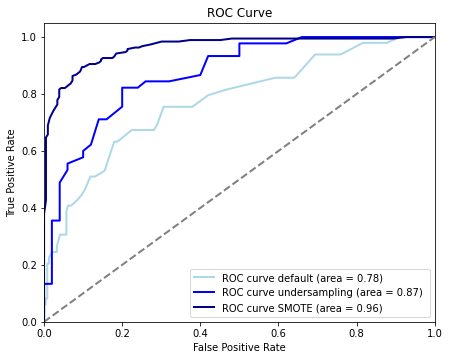 ROC Curve
True Positive Rate
1.0
0.8
0.6
0.4
0.2
0.0
ROC curve default (area = 0.78)
ROC curve undersampling (area = 0.87)
ROC curve SMOTE (area = 0.96)
0.0 0.2 0.4 0.6 0.8 1.0
False Positive Rate